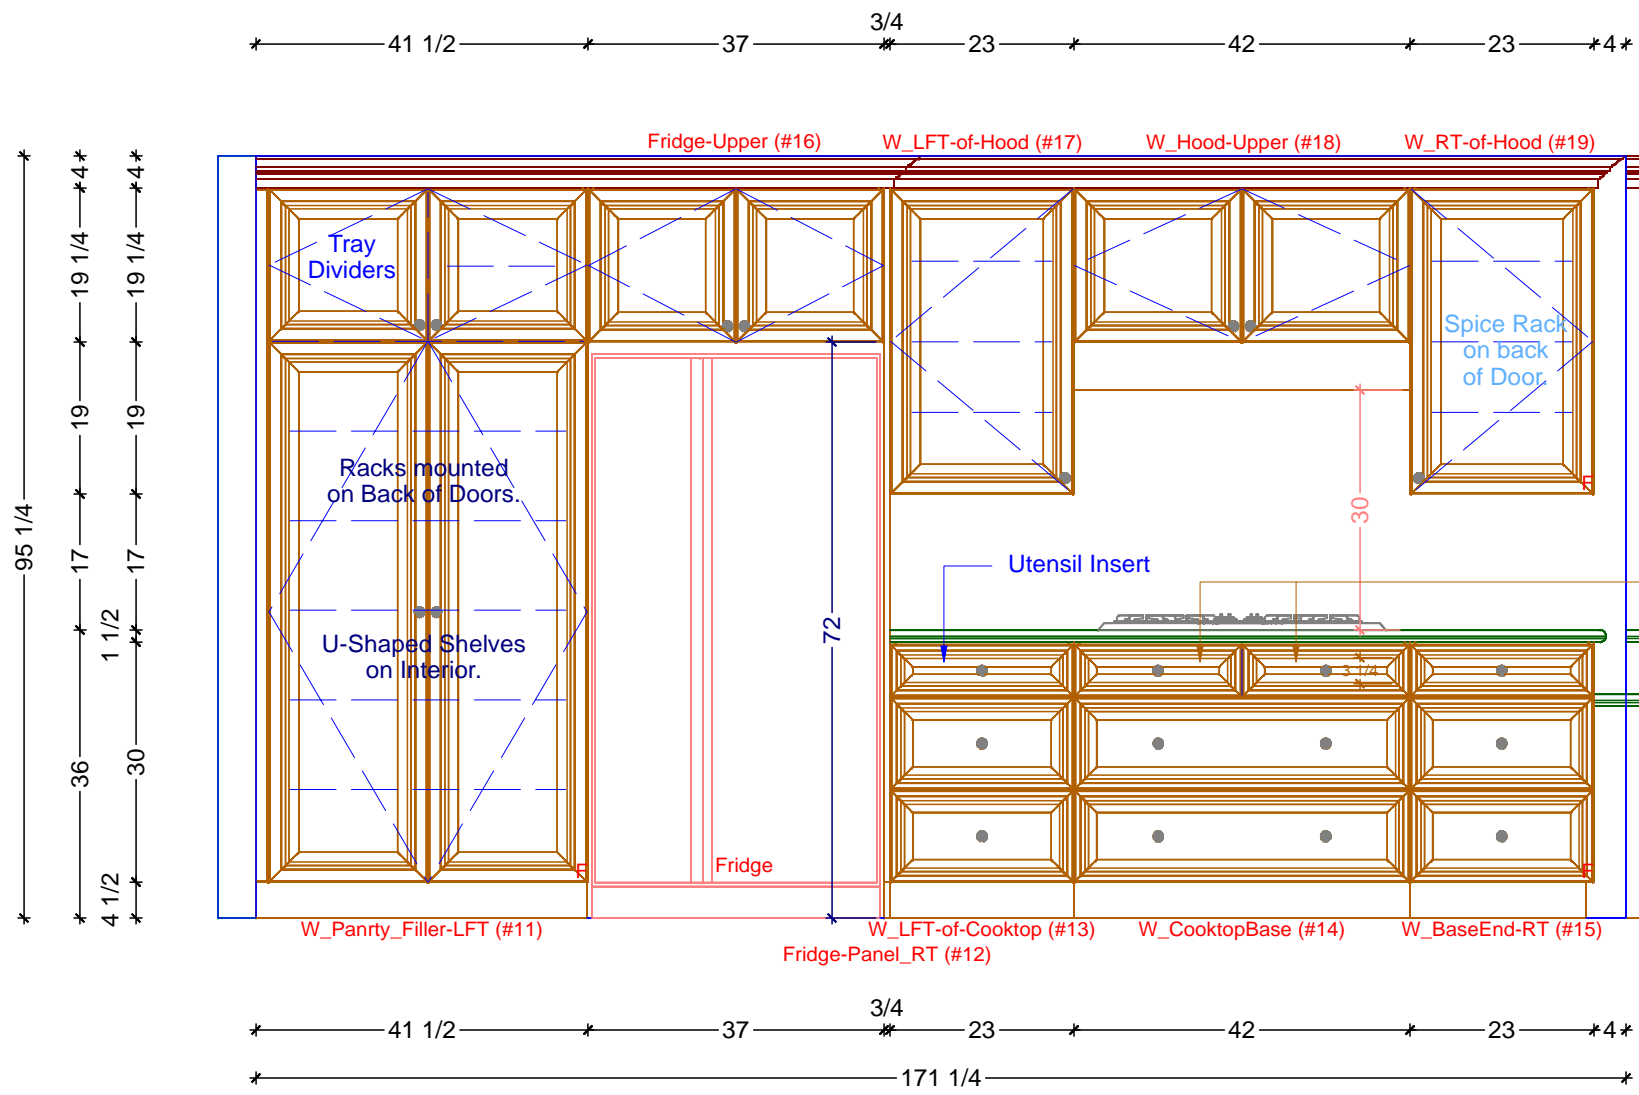 3/4
41 1/2
37
23
42
23
4
Fridge-Upper (#16)
W_LFT-of-Hood (#17)
W_Hood-Upper (#18)
W_RT-of-Hood (#19)
4
4
19 1/4
19 1/4
Tray
Dividers
Spice Rack
on back
of Door.
19
19
Racks mounted
on Back of Doors.
F
30
95 1/4
17
17
Utensil Insert
1 1/2
72
U-Shaped Shelves
on Interior.
3 1/4
36
30
Fridge
F
F
4 1/2
W_Panrty_Filler-LFT (#11)
W_LFT-of-Cooktop (#13)
W_CooktopBase (#14)
W_BaseEnd-RT (#15)
Fridge-Panel_RT (#12)
3/4
41 1/2
37
23
42
23
4
171 1/4